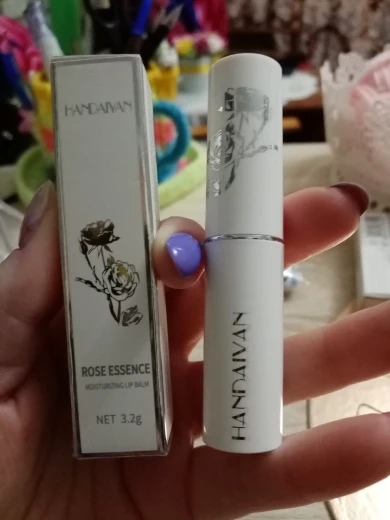 HANDAIYAN
ROSE ESSENCE
MOISTURIZING LIP BALM
NET 3.2g
HANDAIYAN